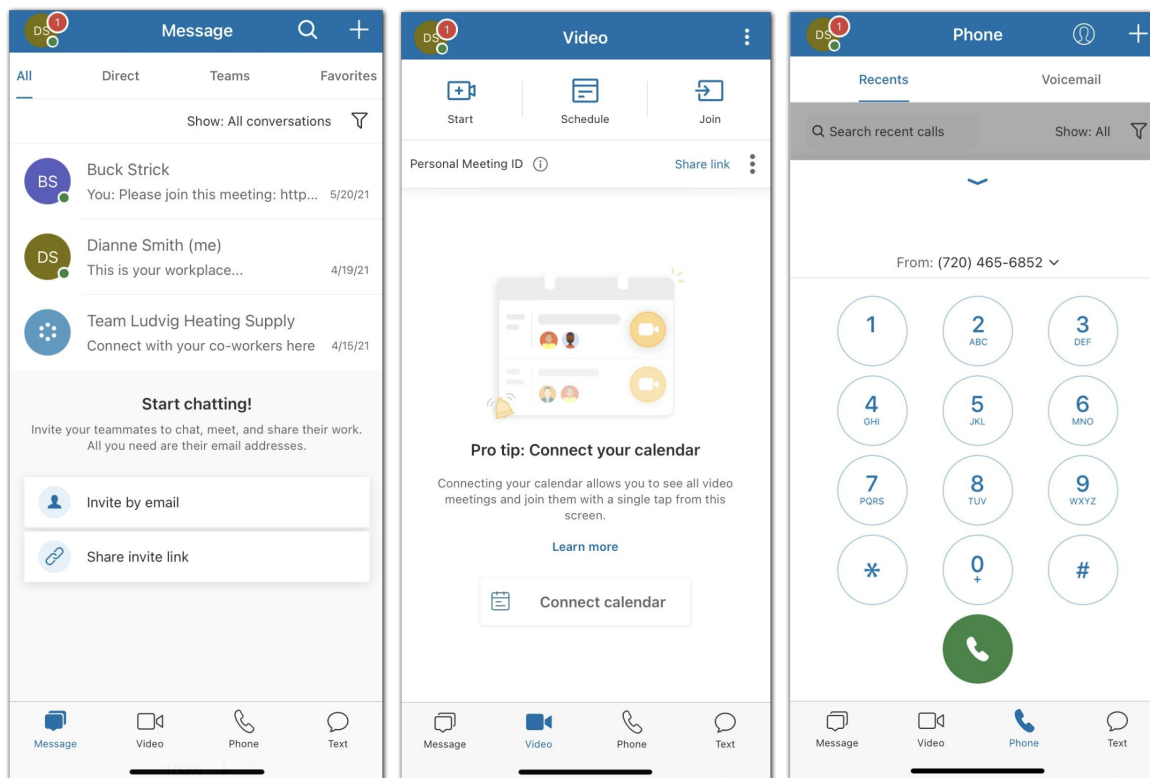 DS 1 Message
All Direct Teams Favorites
Show: All conversations
BS Buck Strick
You: Please join this meeting: http... 5/20/21
DS Dianne Smith (me)
This is your workplace... 4/19/21
Team Ludvig Heating Supply
Connect with your co-workers here 4/15/21
Start chatting!
Invite your teammates to chat, meet, and share their work.
All you need are their email addresses.
Invite by email
Share invite link
Message Video Phone Text
DS 1 Video
Start Schedule Join
Personal Meeting ID Share link
Pro tip: Connect your calendar
Connecting your calendar allows you to see all video
meetings and join them with a single tap from this
screen.
Learn more
Connect calendar
Message Video Phone Text
DS 1 Phone
Recents Voicemail
Search recent calls Show: All
From: (720) 465-6852
1 2 3
ABC DEF
4 5 6
GHI JKL MNO
7 8 9
PQRS TUV WXYZ
* 0 #
+
Message Video Phone Text